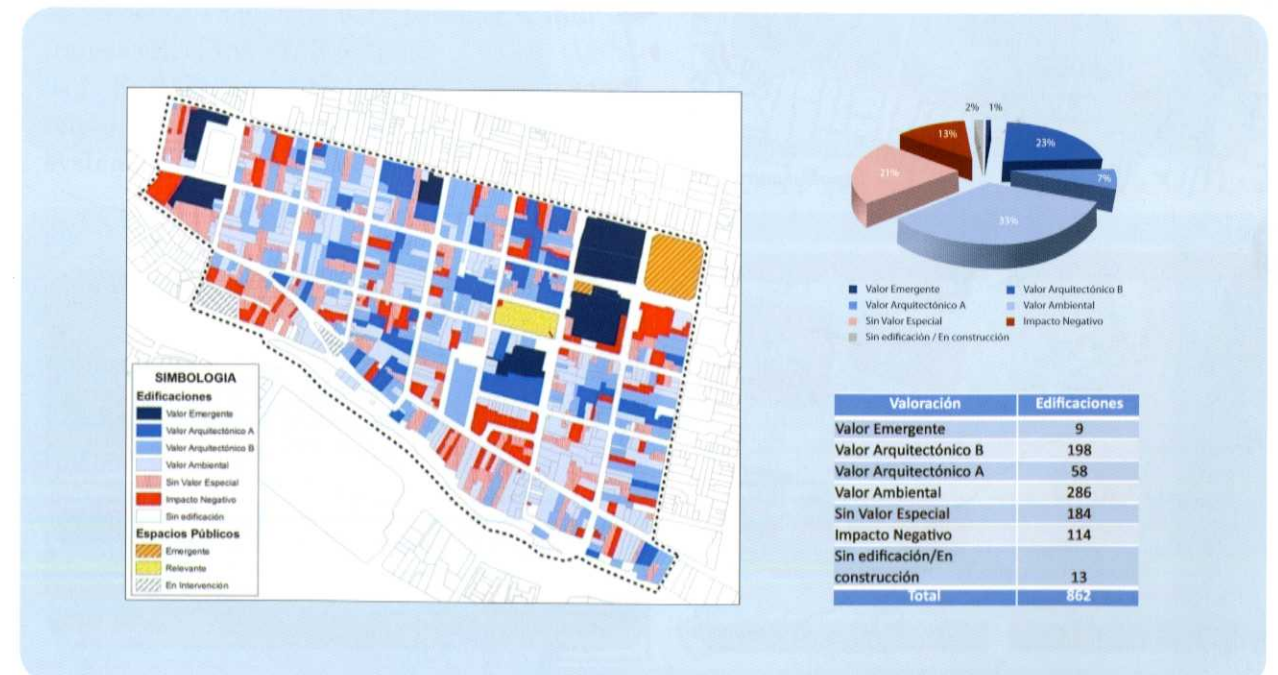 SIMBOLOGIA
Edificaciones
Valor Emergente
Valor Arquitectónico A
Valor Arquitectónico B
Valor Ambiental
Sin Valor Especial
Impacto Negativo
Sin edificación
Espacios Públicos
Emergente
Relevante
En Intervención
2% 1%
13%
23%
21%
7%
33%
Valor Emergente
Valor Arquitectónico B
Valor Arquitectónico A
Valor Ambiental
Sin Valor Especial
Impacto Negativo
Sin edificación / En construcción
Valoración Edificaciones
Valor Emergente 9
Valor Arquitectónico B 198
Valor Arquitectónico A 58
Valor Ambiental 286
Sin Valor Especial 184
Impacto Negativo 114
Sin edificación/En
construcción 13
Total 862